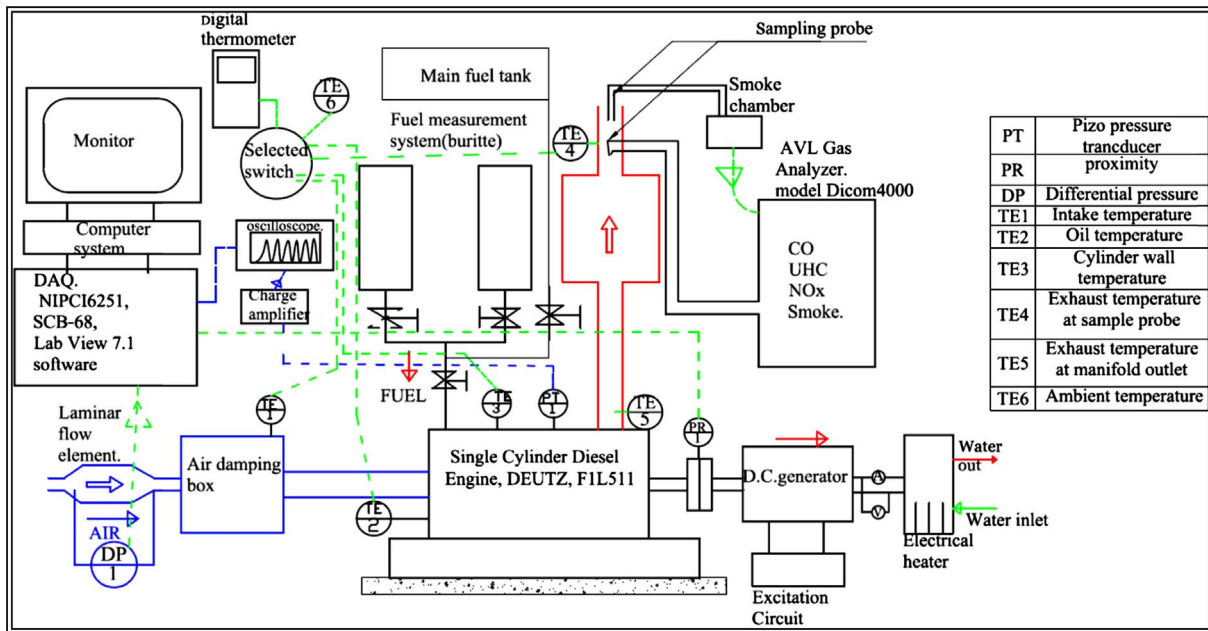 Digital
thermometer
TE
6
Monitor
Selected
switch
Computer
system
oscilloscope.
Charge
amplifier
DAQ.
NIPCI6251,
SCB-68,
Lab View 7.1
software
Main fuel tank
Fuel measurement
system(buritte)
TE
4
Sampling probe
Smoke
chamber
AVL Gas
Analyzer.
model Dicom4000
CO
UHC
NOx
Smoke.
FUEL
TE
3
PT
1
TE
5
PR
1
TE
1
Laminar
flow
element.
AIR
DP
1
Air damping
box
TE
2
Single Cylinder Diesel
Engine, DEUTZ, F1L511
D.C.generator
A
V
Excitation
Circuit
Electrical
heater
Water
out
Water inlet
PT Pizo pressure
trancducer
PR proximity
DP Differential pressure
TE1 Intake temperature
TE2 Oil temperature
TE3 Cylinder wall
temperature
TE4 Exhaust temperature
at sample probe
TE5 Exhaust temperature
at manifold outlet
TE6 Ambient temperature